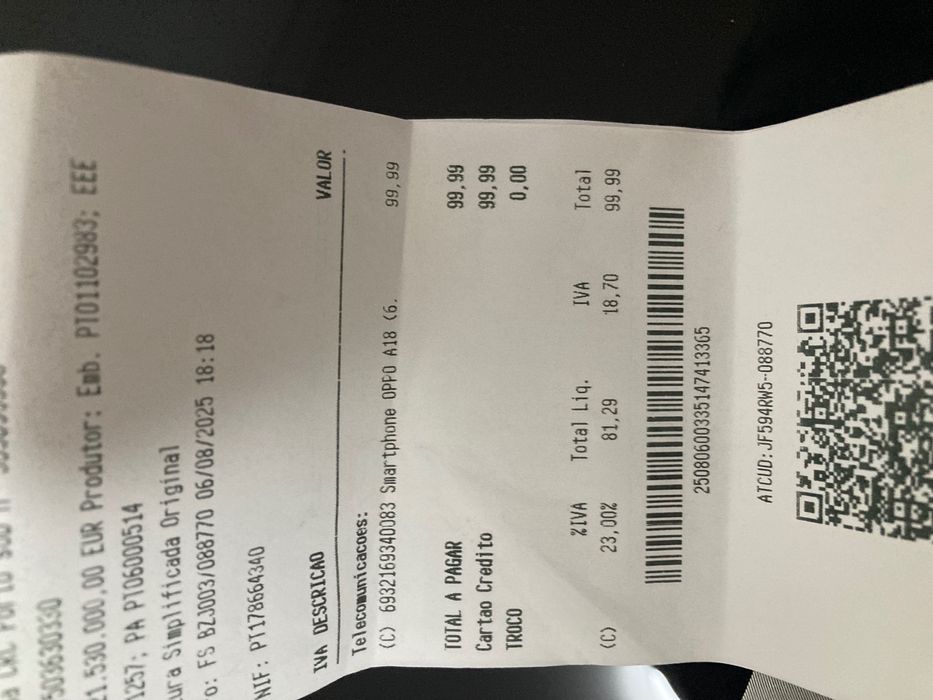 503630330
21.530.000,00 EUR Produtor: Emb. PT01102983; EEE
1257; PA PT06000514
ura Simplificada Original
o: FS BZJ003/088770 06/08/2025 18:18
NIF: PT178664340
IVA DESCRICAO VALOR
Telecomunicacoes:
(C) 6932169340083 Smartphone OPPO A18 (6. 99,99
TOTAL A PAGAR 99,99
Cartao Credito 99,99
TROCO 0,00
%IVA Total Liq. IVA Total
(C) 23,00% 81,29 18,70 99,99
25080600335147413365
ATCUD:JF594RW5-088770